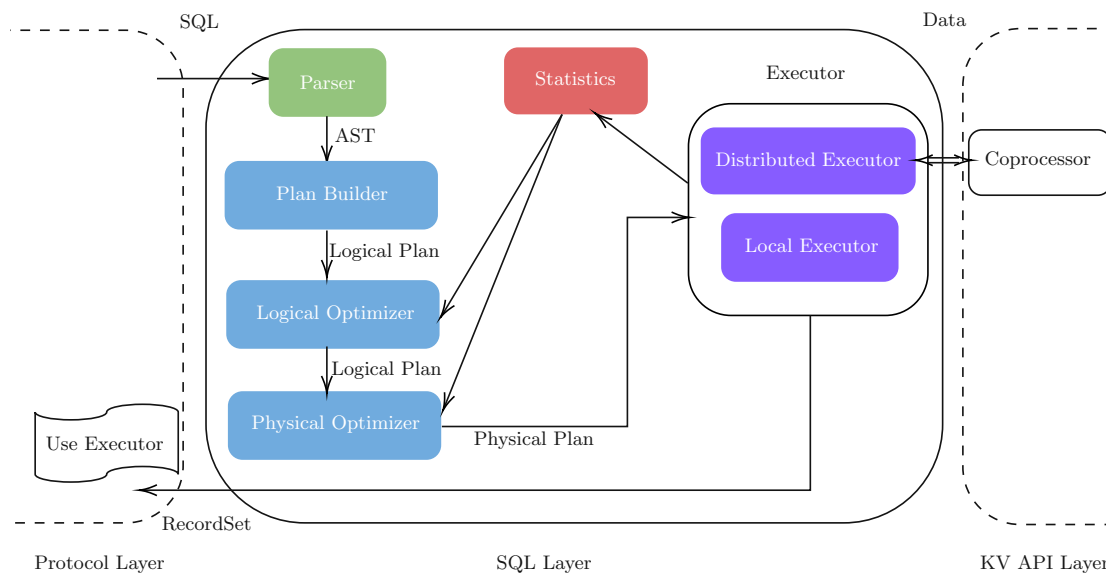 SQL
Data
Parser
Statistics
Executor
AST
Distributed Executor
Coprocessor
Plan Builder
Local Executor
Logical Plan
Logical Optimizer
Logical Plan
Physical Optimizer
Physical Plan
Use Executor
RecordSet
Protocol Layer
SQL Layer
KV API Layer